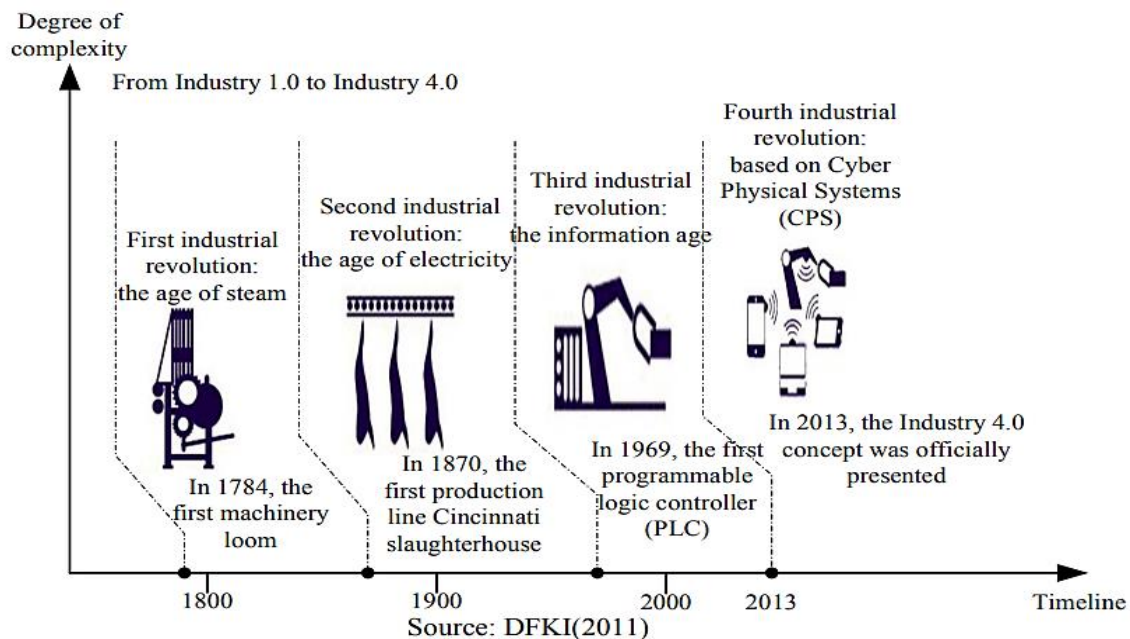 Degree of
complexity
From Industry 1.0 to Industry 4.0
First industrial
revolution:
the age of steam
In 1784, the
first machinery
loom
Second industrial
revolution:
the age of electricity
In 1870, the
first production
line Cincinnati
slaughterhouse
Third industrial
revolution:
the information age
In 1969, the first
programmable
logic controller
(PLC)
Fourth industrial
revolution:
based on Cyber
Physical Systems
(CPS)
In 2013, the Industry 4.0
concept was officially
presented
1800
1900
2000
2013
Timeline
Source: DFKI(2011)